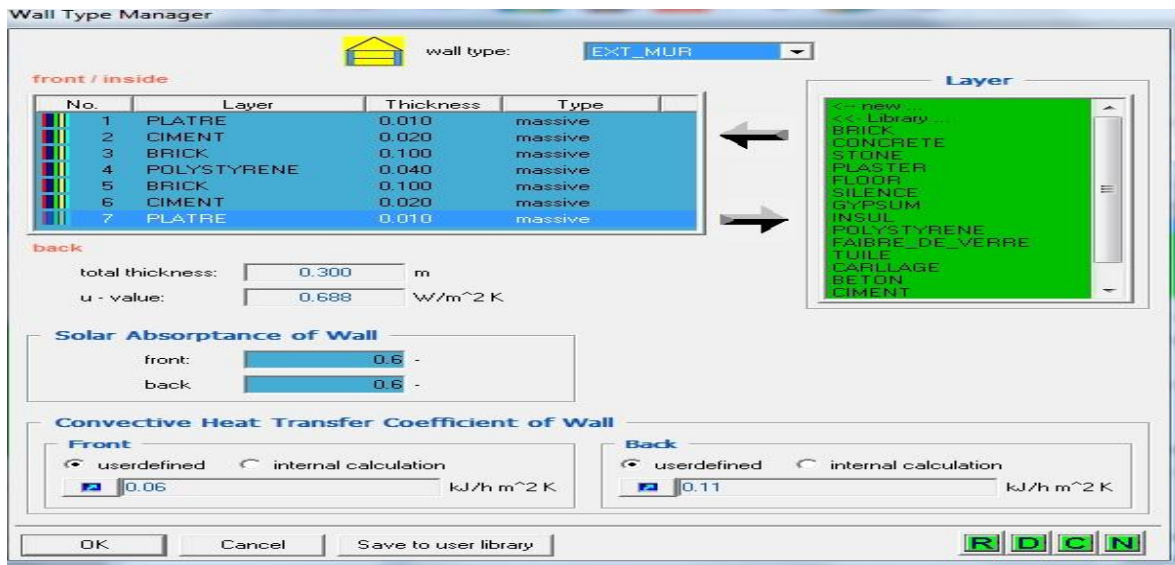 Wall Type Manager
wall type: EXT_MUR
front / inside
No. Layer Thickness Type
1 PLATRE 0.010 massive
2 CIMENT 0.020 massive
3 BRICK 0.100 massive
4 POLYSTYRENE 0.040 massive
5 BRICK 0.100 massive
6 CIMENT 0.020 massive
7 PLATRE 0.010 massive
back
total thickness: 0.300 m
u - value: 0.688 W/m^2 K
Layer
<-- new ...
<<- Library ...
BRICK
CONCRETE
STONE
PLASTER
FLOOR
SILENCE
GYPSUM
INSUL
POLYSTYRENE
FAIBRE_DE_VERRE
TUILE
CARLLAGE
BETON
CIMENT
Solar Absorptance of Wall
front: 0.6 -
back 0.6 -
Convective Heat Transfer Coefficient of Wall
Front
userdefined internal calculation
0.06 kJ/h m^2 K
Back
userdefined internal calculation
0.11 kJ/h m^2 K
OK Cancel Save to user library R D C N